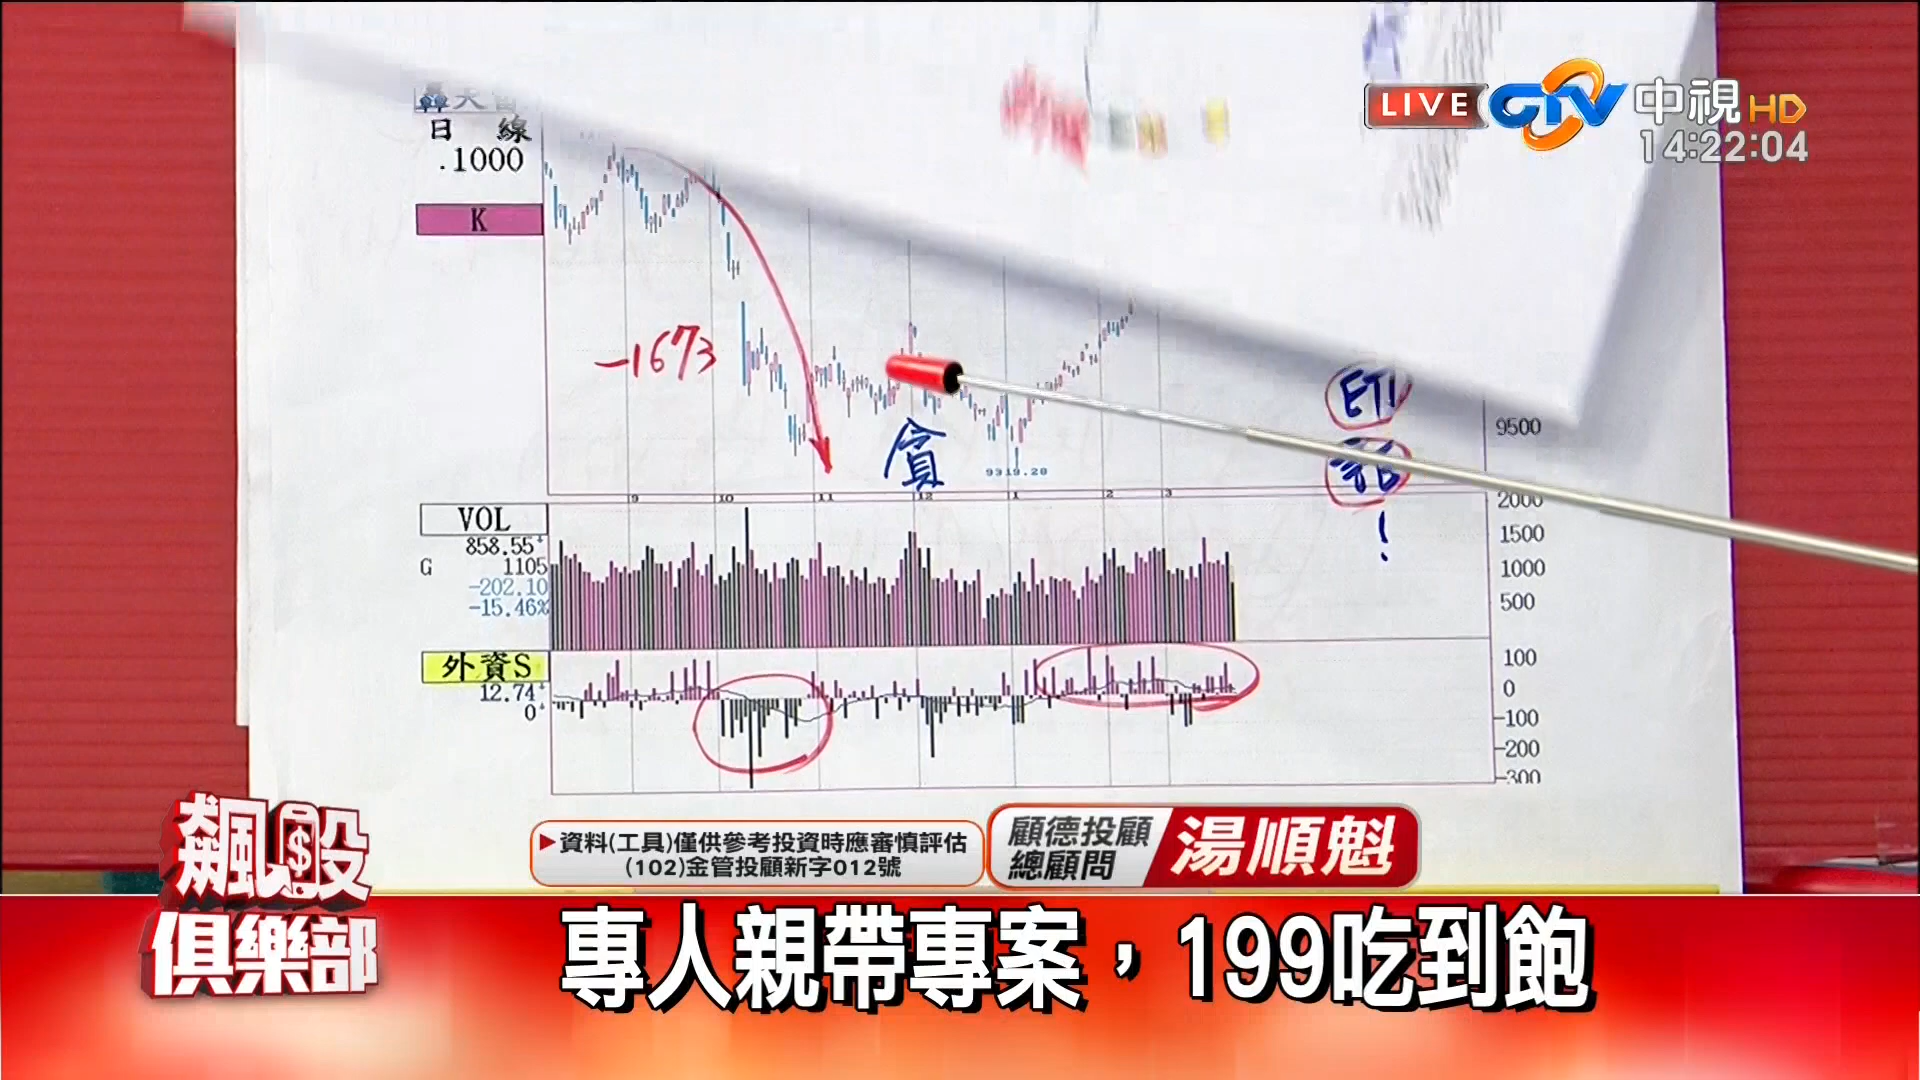 LIVE CTV 中視HD
14:22:04
日 線
.1000
K
-1673
貪
9319.28
9500
9 10 11 12 1 2 3
!
VOL
858.55
G 1105
-202.10
-15.46%
2000
1500
1000
500
外資S
12.74
0
100
0
-100
-200
-300
飆股
俱樂部
資料(工具)僅供參考投資時應審慎評估
(102)金管投顧新字012號
顧德投顧
總顧問
湯順魁
專人親帶專案，199吃到飽